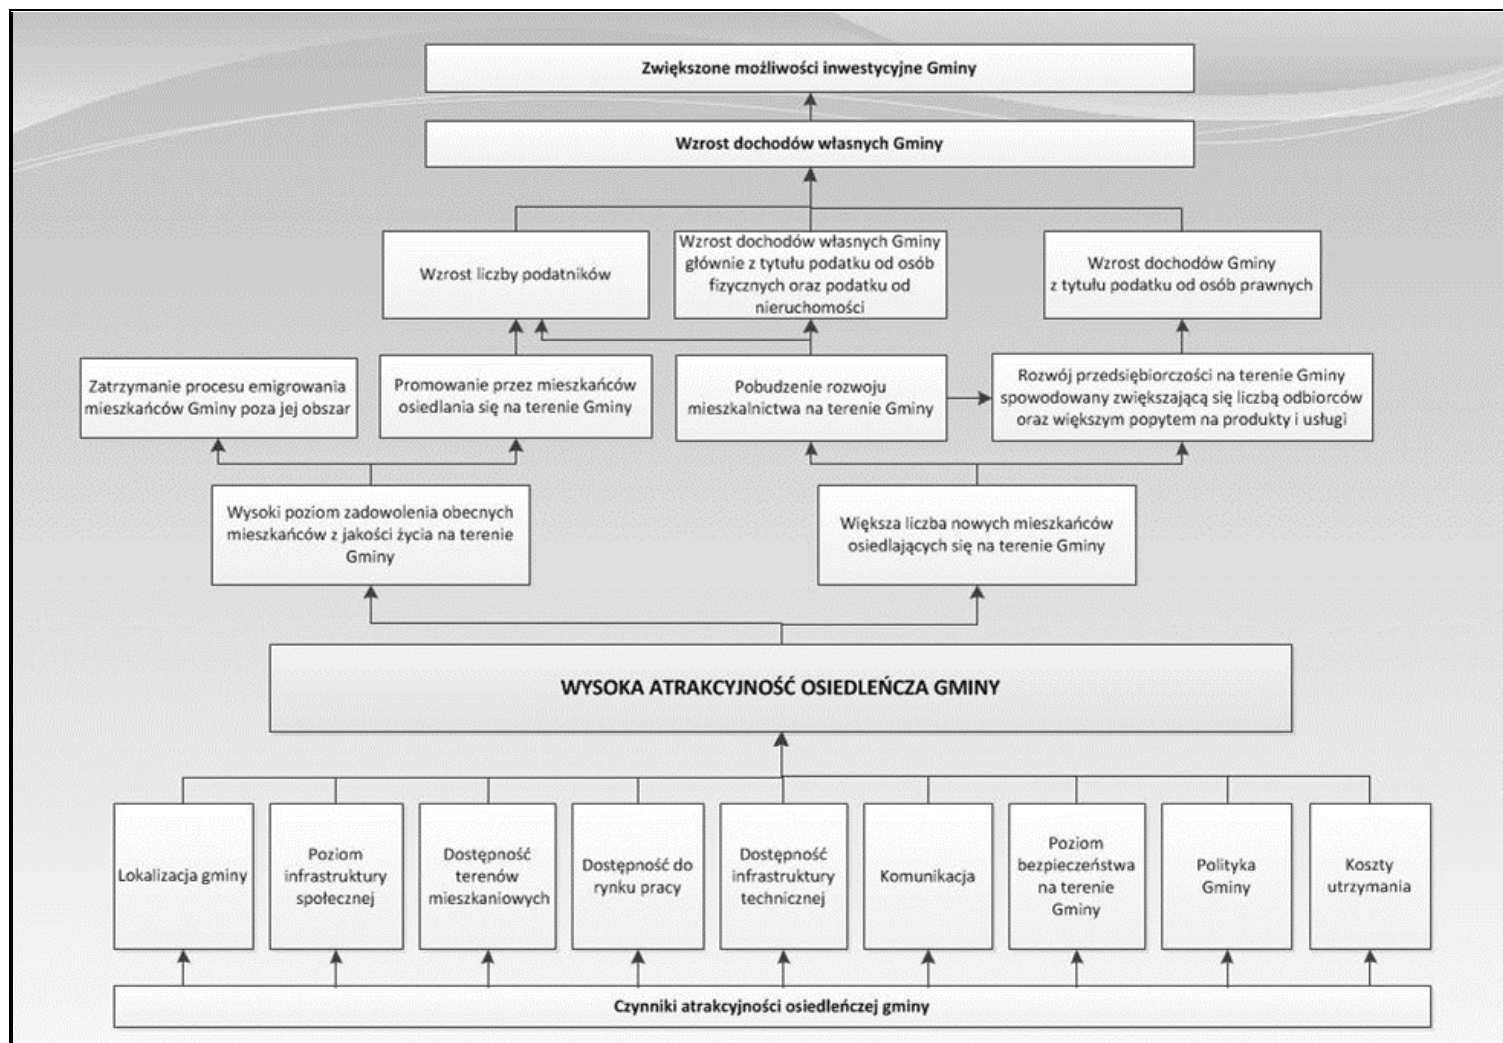 Zwiększone możliwości inwestycyjne Gminy
Wzrost dochodów własnych Gminy
Wzrost liczby podatników
Wzrost dochodów własnych Gminy
głównie z tytułu podatku od osób
fizycznych oraz podatku od
nieruchomości
Wzrost dochodów Gminy
z tytułu podatku od osób prawnych
Zatrzymanie procesu emigrowania
mieszkańców Gminy poza jej obszar
Promowanie przez mieszkańców
osiedlania się na terenie Gminy
Pobudzenie rozwoju
mieszkalnictwa na terenie Gminy
Rozwój przedsiębiorczości na terenie Gminy
spowodowany zwiększającą się liczbą odbiorców
oraz większym popytem na produkty i usługi
Wysoki poziom zadowolenia obecnych
mieszkańców z jakości życia na terenie
Gminy
Większa liczba nowych mieszkańców
osiedlających się na terenie Gminy
WYSOKA ATRAKCYJNOŚĆ OSIEDLEŃCZA GMINY
Lokalizacja gminy
Poziom
infrastruktury
społecznej
Dostępność
terenów
mieszkaniowych
Dostępność do
rynku pracy
Dostępność
infrastruktury
technicznej
Komunikacja
Poziom
bezpieczeństwa
na terenie
Gminy
Polityka
Gminy
Koszty
utrzymania
Czynniki atrakcyjności osiedleńczej gminy